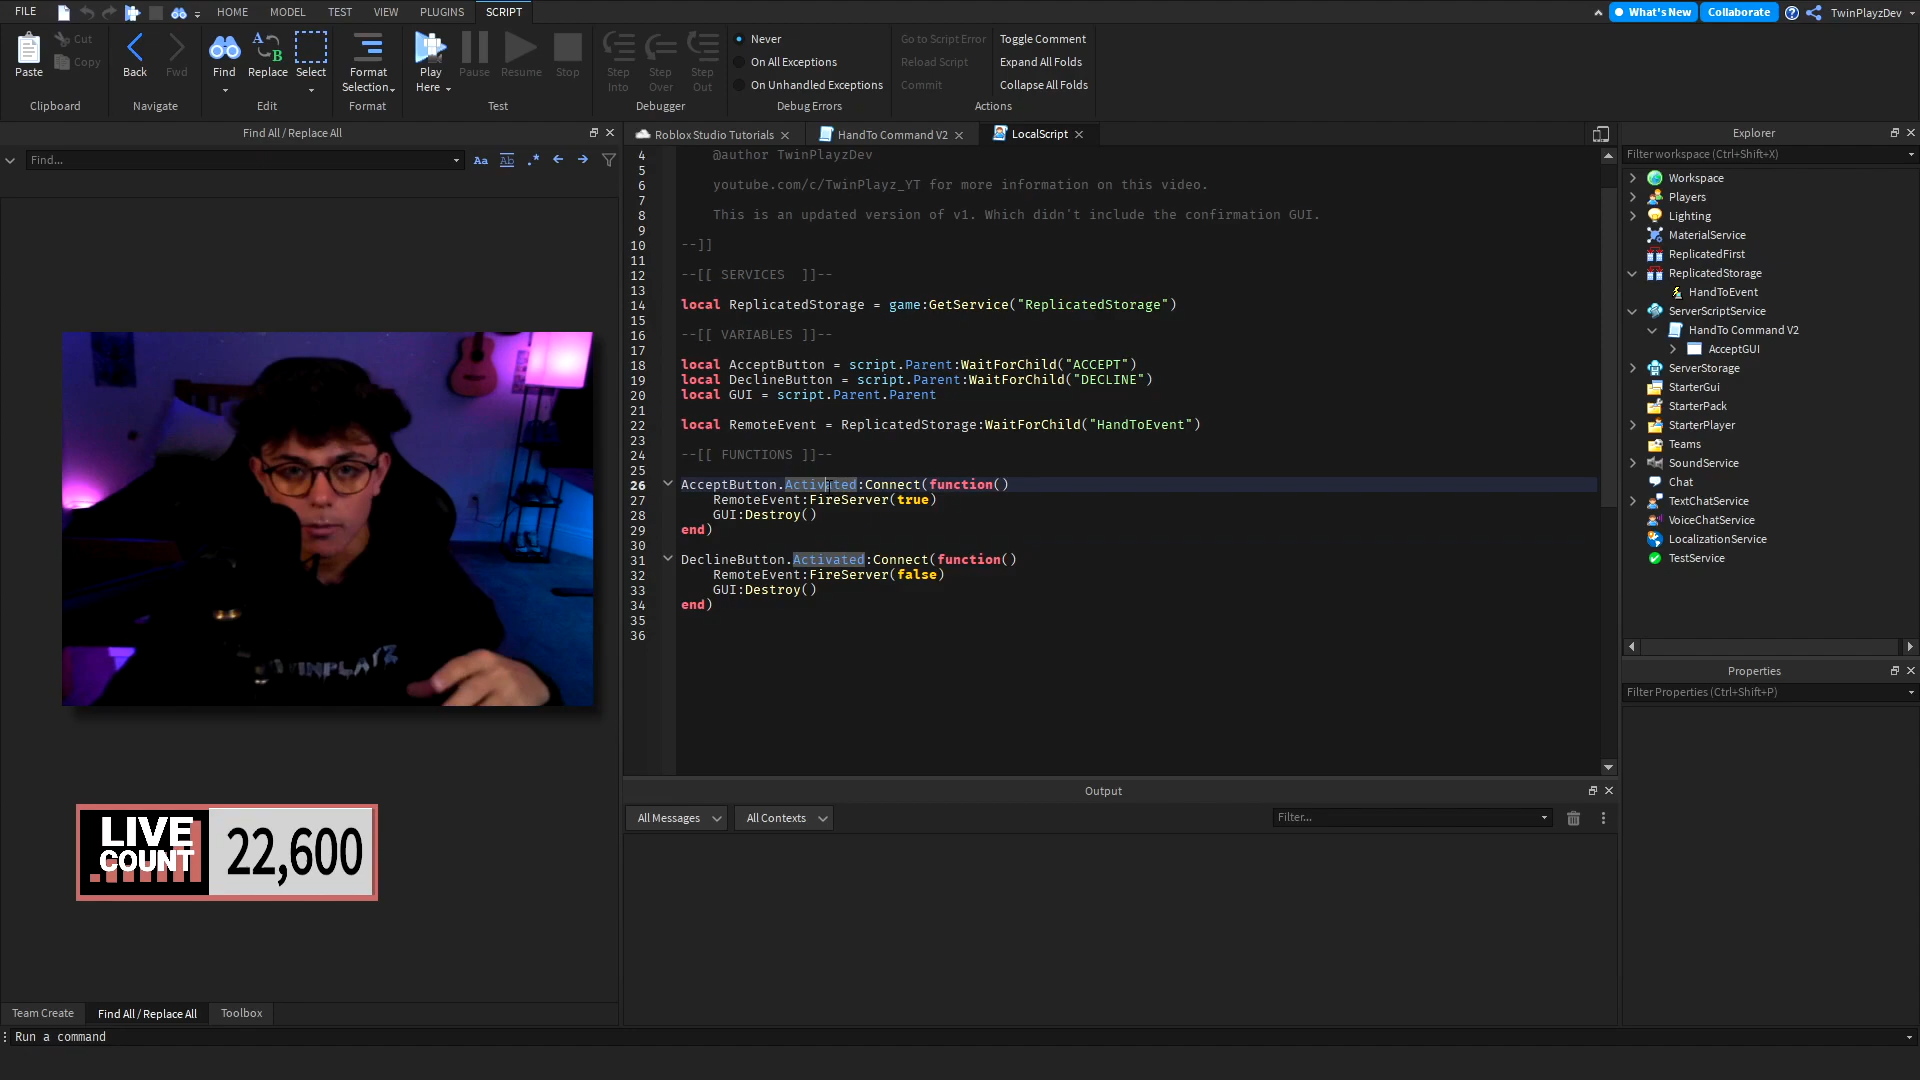 FILE
HOME
MODEL
TEST
VIEW
PLUGINS
SCRIPT
What's New
Collaborate
TwinPlayzDev
Paste
Cut
Copy
Clipboard
Back
Fwd
Navigate
Find
Replace
Select
Edit
Format
Selection
Format
Play
Here
Pause
Resume
Stop
Test
Step
Into
Step
Over
Step
Out
Debugger
Never
On All Exceptions
On Unhandled Exceptions
Debug Errors
Go to Script Error
Reload Script
Commit
Toggle Comment
Expand All Folds
Collapse All Folds
Actions
Find All / Replace All
Find...
Aa
Ab
.*
Roblox Studio Tutorials
HandTo Command V2
LocalScript
4 @author TwinPlayzDev
5
6 youtube.com/c/TwinPlayz_YT for more information on this video.
7
8 This is an updated version of v1. Which didn't include the confirmation GUI.
9
10 --]]
11
12 --[[ SERVICES ]]--
13
14 local ReplicatedStorage = game:GetService("ReplicatedStorage")
15
16 --[[ VARIABLES ]]--
17
18 local AcceptButton = script.Parent:WaitForChild("ACCEPT")
19 local DeclineButton = script.Parent:WaitForChild("DECLINE")
20 local GUI = script.Parent.Parent
21
22 local RemoteEvent = ReplicatedStorage:WaitForChild("HandToEvent")
23
24 --[[ FUNCTIONS ]]--
25
26 AcceptButton.Activated:Connect(function()
27 RemoteEvent:FireServer(true)
28 GUI:Destroy()
29 end)
30
31 DeclineButton.Activated:Connect(function()
32 RemoteEvent:FireServer(false)
33 GUI:Destroy()
34 end)
35
36
Output
All Messages
All Contexts
Filter...
Explorer
Filter workspace (Ctrl+Shift+X)
Workspace
Players
Lighting
MaterialService
ReplicatedFirst
ReplicatedStorage
HandToEvent
ServerScriptService
HandTo Command V2
AcceptGUI
ServerStorage
StarterGui
StarterPack
StarterPlayer
Teams
SoundService
Chat
TextChatService
VoiceChatService
LocalizationService
TestService
Properties
Filter Properties (Ctrl+Shift+P)
TWINPLAYZ
LIVE
COUNT
22,600
Team Create
Find All / Replace All
Toolbox
Run a command